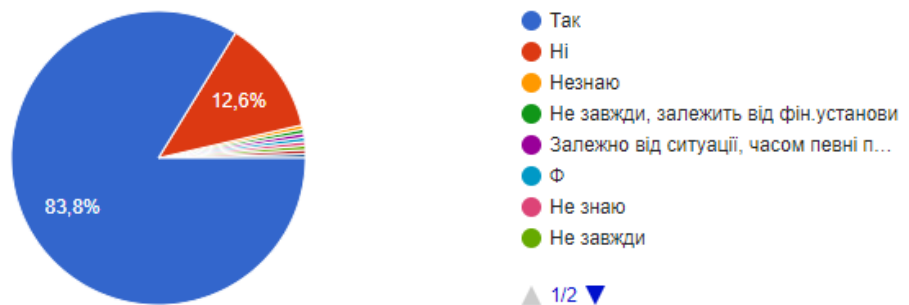 12,6%
83,8%
Так
Ні
Незнаю
Не завжди, залежить від фін.установи
Залежно від ситуації, часом певні п...
Ф
Не знаю
Не завжди
1/2